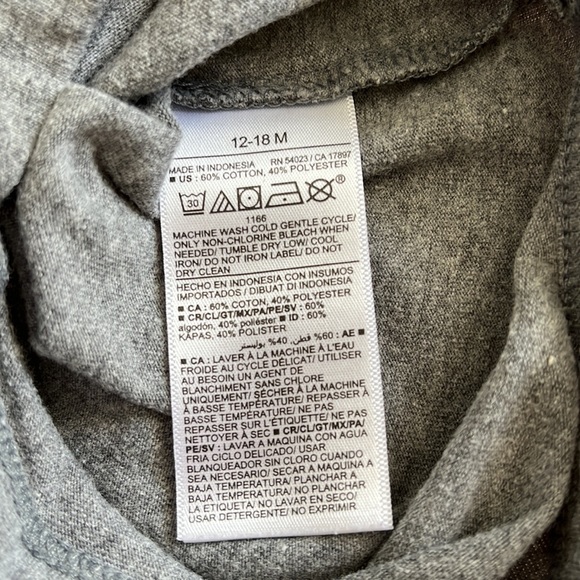 12-18 M
MADE IN INDONESIA RN 54023 / CA 17897
■ US : 60% COTTON, 40% POLYESTER
30 ®
1166
MACHINE WASH COLD GENTLE CYCLE/
ONLY NON-CHLORINE BLEACH WHEN
NEEDED/ TUMBLE DRY LOW/ COOL
IRON/ DO NOT IRON LABEL/ DO NOT
DRY CLEAN
HECHO EN INDONESIA CON INSUMOS
IMPORTADOS / DIBUAT DI INDONESIA
■ CA : 60% COTON, 40% POLYESTER
■ CR/CL/GT/MX/PA/PE/SV : 60%
algodón, 40% poliéster ■ ID : 60%
KAPAS, 40% POLISTER
■ AE : 60% قطن, 40% بوليستر
■ CA : LAVER À LA MACHINE À L'EAU
FROIDE AU CYCLE DÉLICAT/ UTILISER
AU BESOIN UN AGENT DE
BLANCHIMENT SANS CHLORE
UNIQUEMENT/ SÉCHER À LA MACHINE
À BASSE TEMPÉRATURE/ REPASSER À
BASSE TEMPÉRATURE/ NE PAS
REPASSER SUR L'ÉTIQUETTE/ NE PAS
NETTOYER À SEC ■ CR/CL/GT/MX/PA/
PE/SV : LAVAR A MAQUINA CON AGUA
FRIA CICLO DELICADO/ USAR
BLANQUEADOR SIN CLORO CUANDO
SEA NECESARIO/ SECAR A MAQUINA A
BAJA TEMPERATURA/ PLANCHAR A
BAJA TEMPERATURA/ NO PLANCHAR
LA ETIQUETA/ NO LAVAR EN SECO/
USAR DETERGENTE/ NO EXPRIMIR